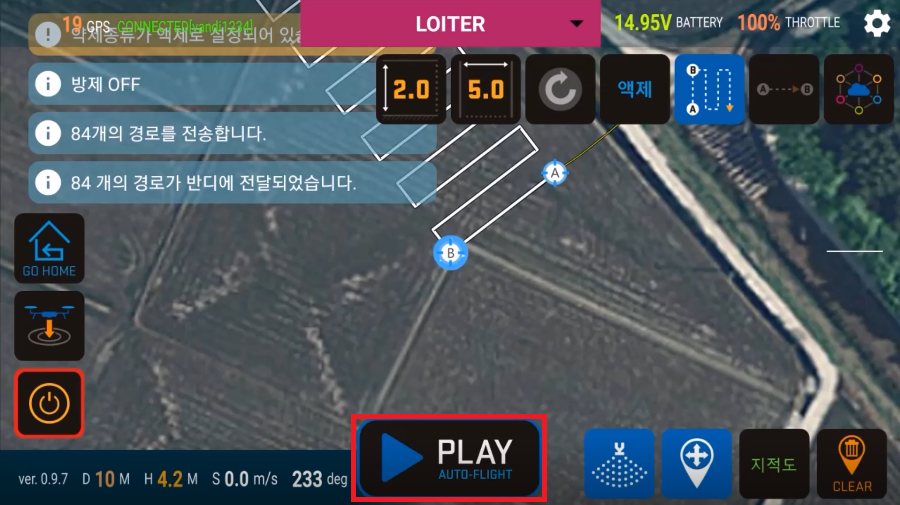 19 GPS CONNECTED[vandi1234]
LOITER
14.95V BATTERY
100% THROTTLE
약제종류가 액제로 설정되어 있습
방제 OFF
84개의 경로를 전송합니다.
84 개의 경로가 반디에 전달되었습니다.
2.0
5.0
액제
B
A
A B
A
B
GO HOME
PLAY
AUTO-FLIGHT
ver. 0.9.7 D 10 M H 4.2 M S 0.0 m/s 233 deg
지적도
CLEAR